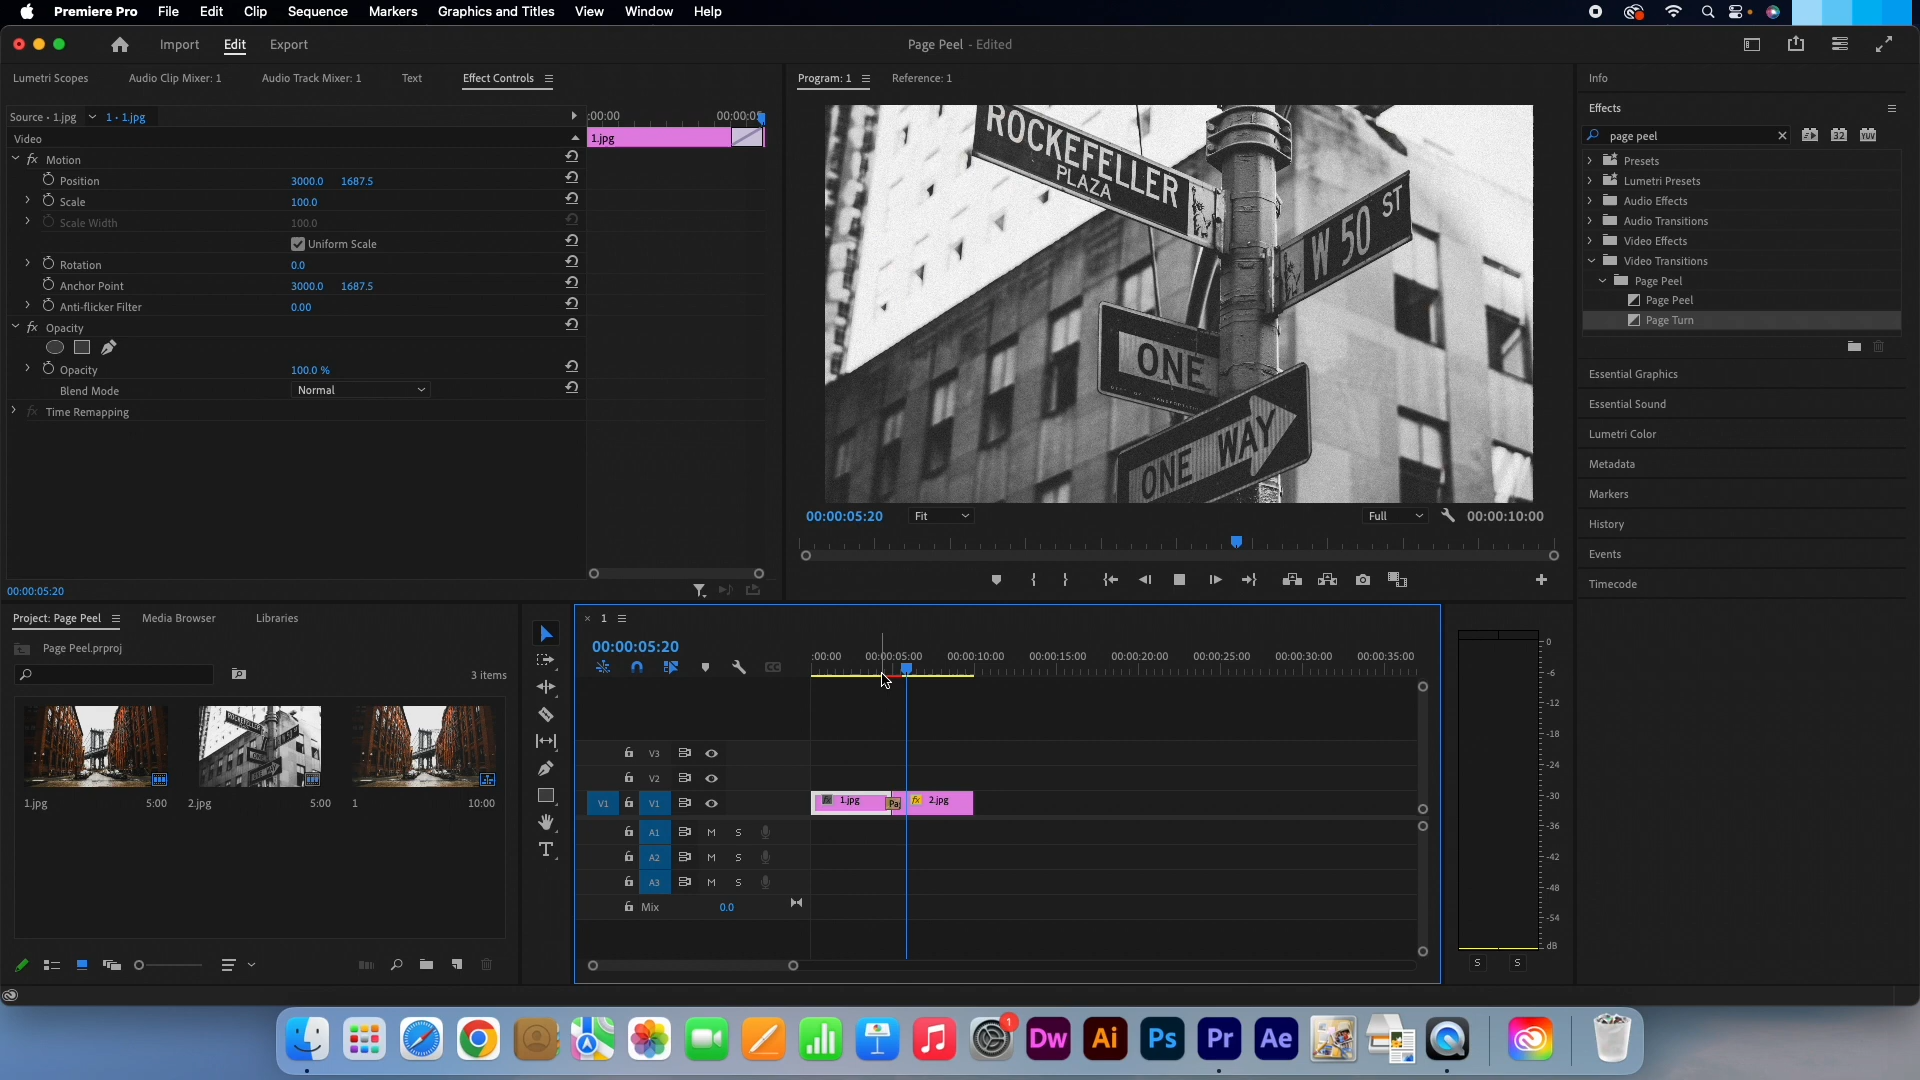 Premiere Pro File Edit Clip Sequence Markers Graphics and Titles View Window Help
Import Edit Export
Page Peel - Edited
Lumetri Scopes Audio Clip Mixer: 1 Audio Track Mixer: 1 Text Effect Controls
Source • 1.jpg 1 • 1.jpg
Video
Motion
Position 3000.0 1687.5
Scale 100.0
Scale Width 100.0
Uniform Scale
Rotation 0.0
Anchor Point 3000.0 1687.5
Anti-flicker Filter 0.00
Opacity
Opacity 100.0 %
Blend Mode Normal
Time Remapping
:00:00 00:00:05
1.jpg
00:00:05:20
Program: 1 Reference: 1
ROCKEFELLER
PLAZA
W 50 ST
ONE
ONE WAY
00:00:05:20 Fit Full 00:00:10:00
Info
Effects
page peel
32 YUV
Presets
Lumetri Presets
Audio Effects
Audio Transitions
Video Effects
Video Transitions
Page Peel
Page Peel
Page Turn
Essential Graphics
Essential Sound
Lumetri Color
Metadata
Markers
History
Events
Timecode
Project: Page Peel Media Browser Libraries
Page Peel.prproj
3 items
1.jpg 5:00 2.jpg 5:00 1 10:00
× 1
00:00:05:20
:00:00 00:00:05:00 00:00:10:00 00:00:15:00 00:00:20:00 00:00:25:00 00:00:30:00 00:00:35:00
CC
V3
V2
V1 V1 1.jpg Pa fx 2.jpg
A1 M S
A2 M S
A3 M S
Mix 0.0
0
-6
-12
-18
-24
-30
-36
-42
-48
-54
dB
S S
1
Dw Ai Ps Pr Ae